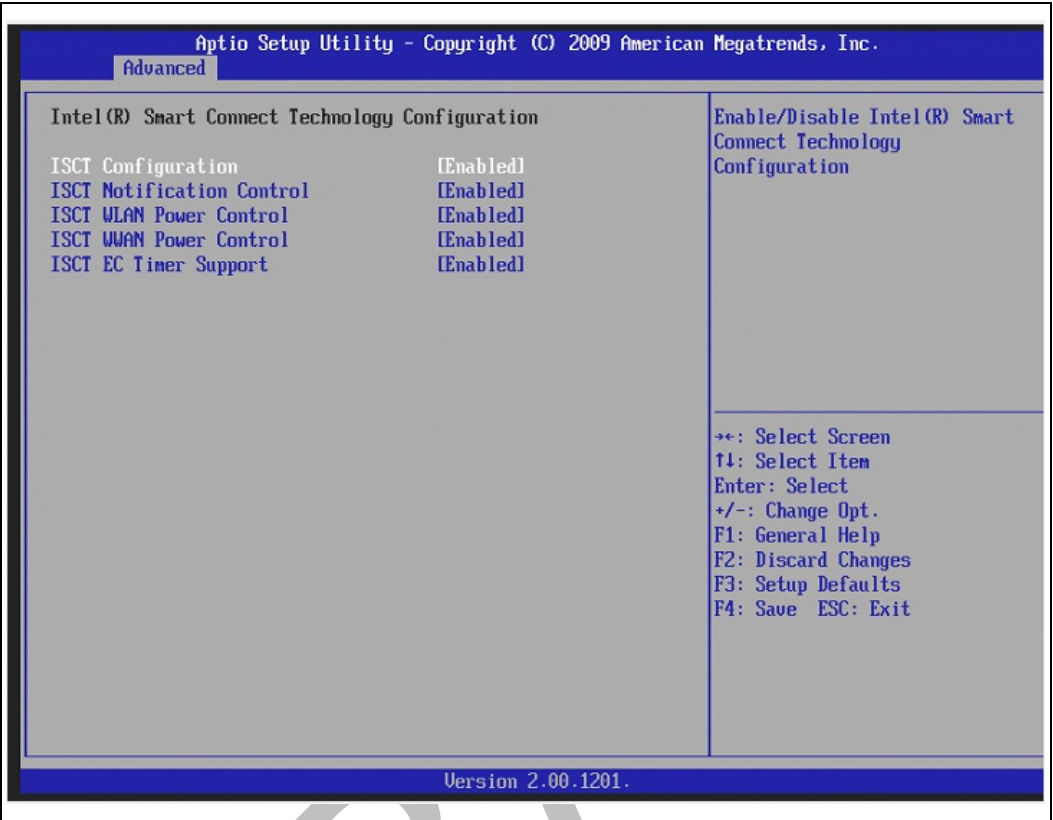 Aptio Setup Utility - Copyright (C) 2009 American Megatrends, Inc.
Advanced
Intel(R) Smart Connect Technology Configuration
ISCT Configuration [Enabled]
ISCT Notification Control [Enabled]
ISCT WLAN Power Control [Enabled]
ISCT WWAN Power Control [Enabled]
ISCT EC Timer Support [Enabled]
Enable/Disable Intel(R) Smart
Connect Technology
Configuration
→←: Select Screen
↑↓: Select Item
Enter: Select
+/-: Change Opt.
F1: General Help
F2: Discard Changes
F3: Setup Defaults
F4: Save ESC: Exit
Version 2.00.1201.